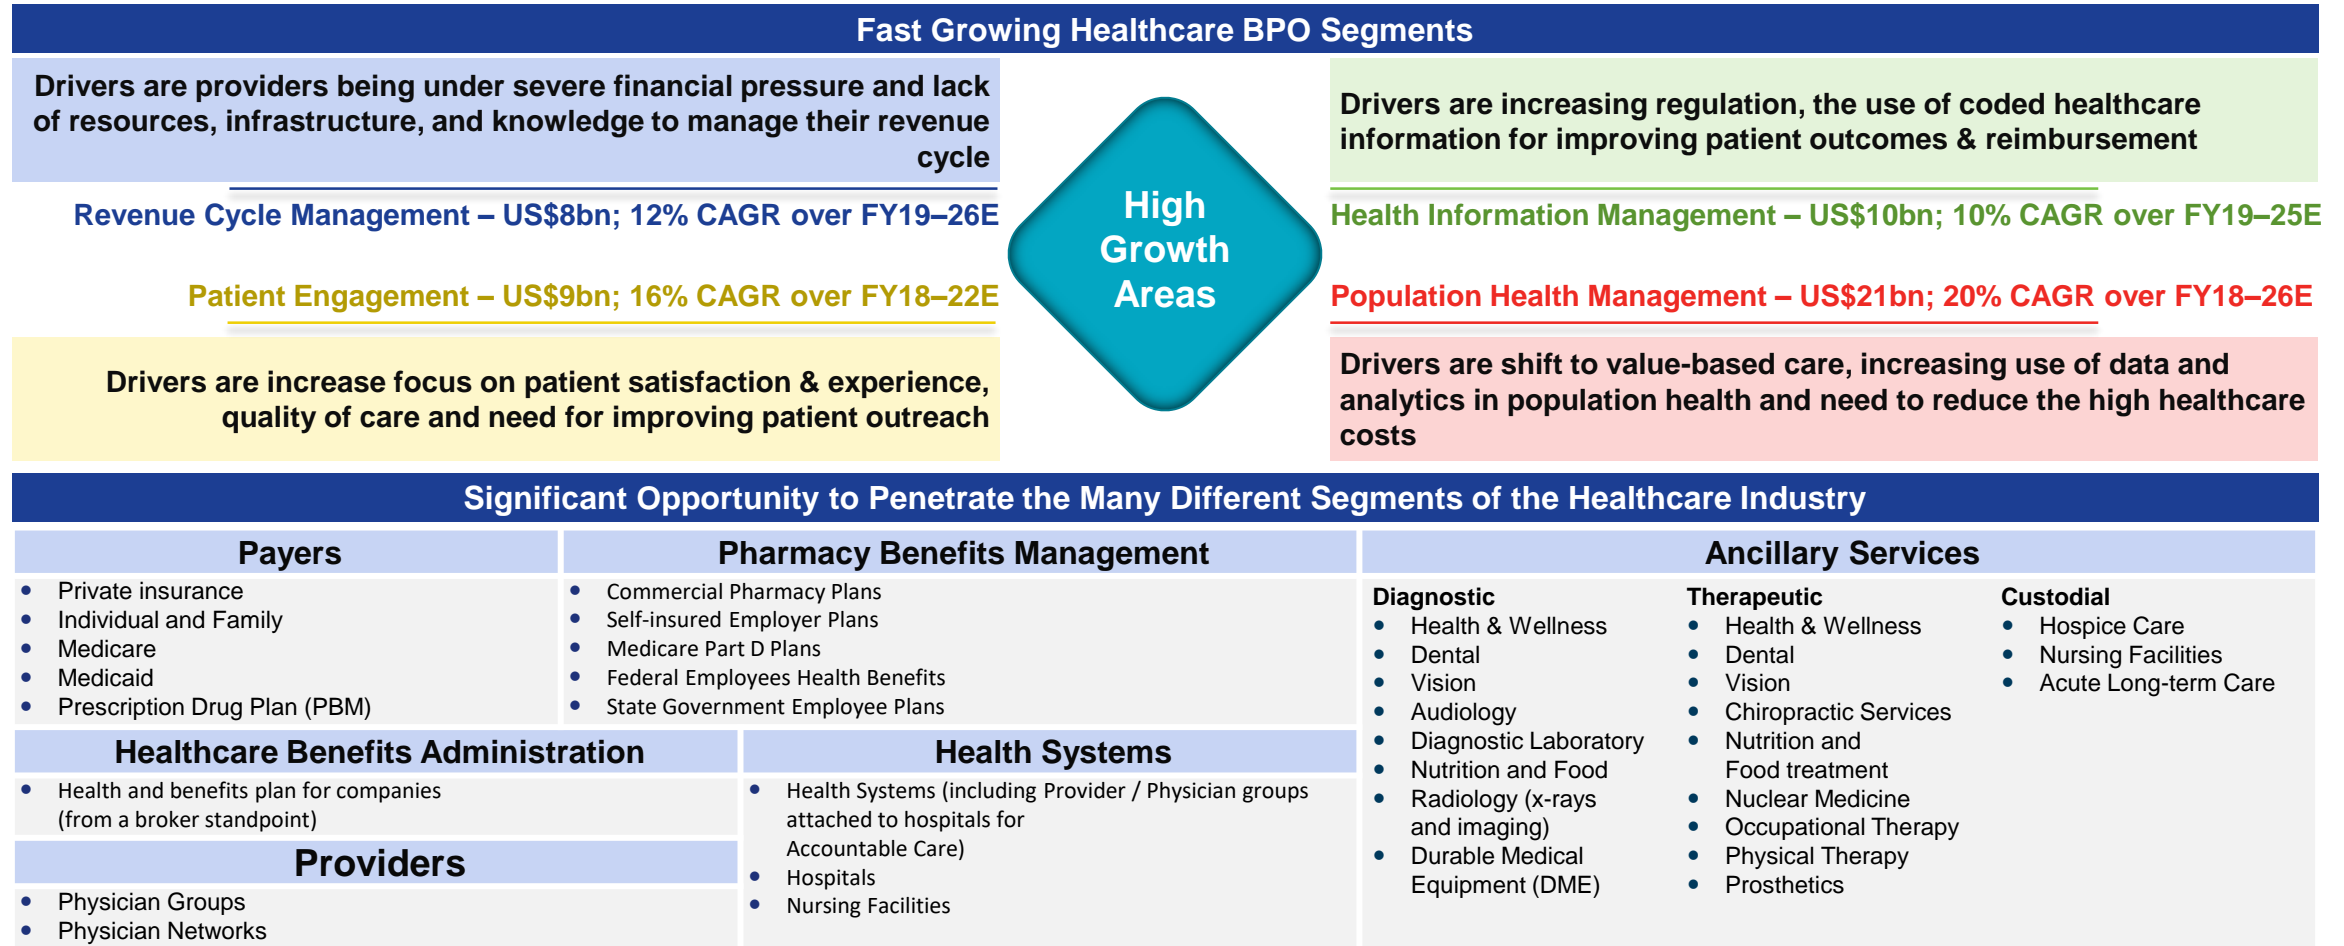 Fast Growing Healthcare BPO Segments
Drivers are providers being under severe financial pressure and lack
of resources, infrastructure, and knowledge to manage their revenue
cycle
Revenue Cycle Management – US$8bn; 12% CAGR over FY19–26E
Patient Engagement – US$9bn; 16% CAGR over FY18–22E
Drivers are increase focus on patient satisfaction & experience,
quality of care and need for improving patient outreach
High
Growth
Areas
Drivers are increasing regulation, the use of coded healthcare
information for improving patient outcomes & reimbursement
Health Information Management – US$10bn; 10% CAGR over FY19–25E
Population Health Management – US$21bn; 20% CAGR over FY18–26E
Drivers are shift to value-based care, increasing use of data and
analytics in population health and need to reduce the high healthcare
costs
Significant Opportunity to Penetrate the Many Different Segments of the Healthcare Industry
Payers
• Private insurance
• Individual and Family
• Medicare
• Medicaid
• Prescription Drug Plan (PBM)
Pharmacy Benefits Management
• Commercial Pharmacy Plans
• Self-insured Employer Plans
• Medicare Part D Plans
• Federal Employees Health Benefits
• State Government Employee Plans
Healthcare Benefits Administration
• Health and benefits plan for companies
(from a broker standpoint)
Providers
• Physician Groups
• Physician Networks
Health Systems
• Health Systems (including Provider / Physician groups
attached to hospitals for
Accountable Care)
• Hospitals
• Nursing Facilities
Ancillary Services
Diagnostic
• Health & Wellness
• Dental
• Vision
• Audiology
• Diagnostic Laboratory
• Nutrition and Food
• Radiology (x-rays
and imaging)
• Durable Medical
Equipment (DME)
Therapeutic
• Health & Wellness
• Dental
• Vision
• Chiropractic Services
• Nutrition and
Food treatment
• Nuclear Medicine
• Occupational Therapy
• Physical Therapy
• Prosthetics
Custodial
• Hospice Care
• Nursing Facilities
• Acute Long-term Care